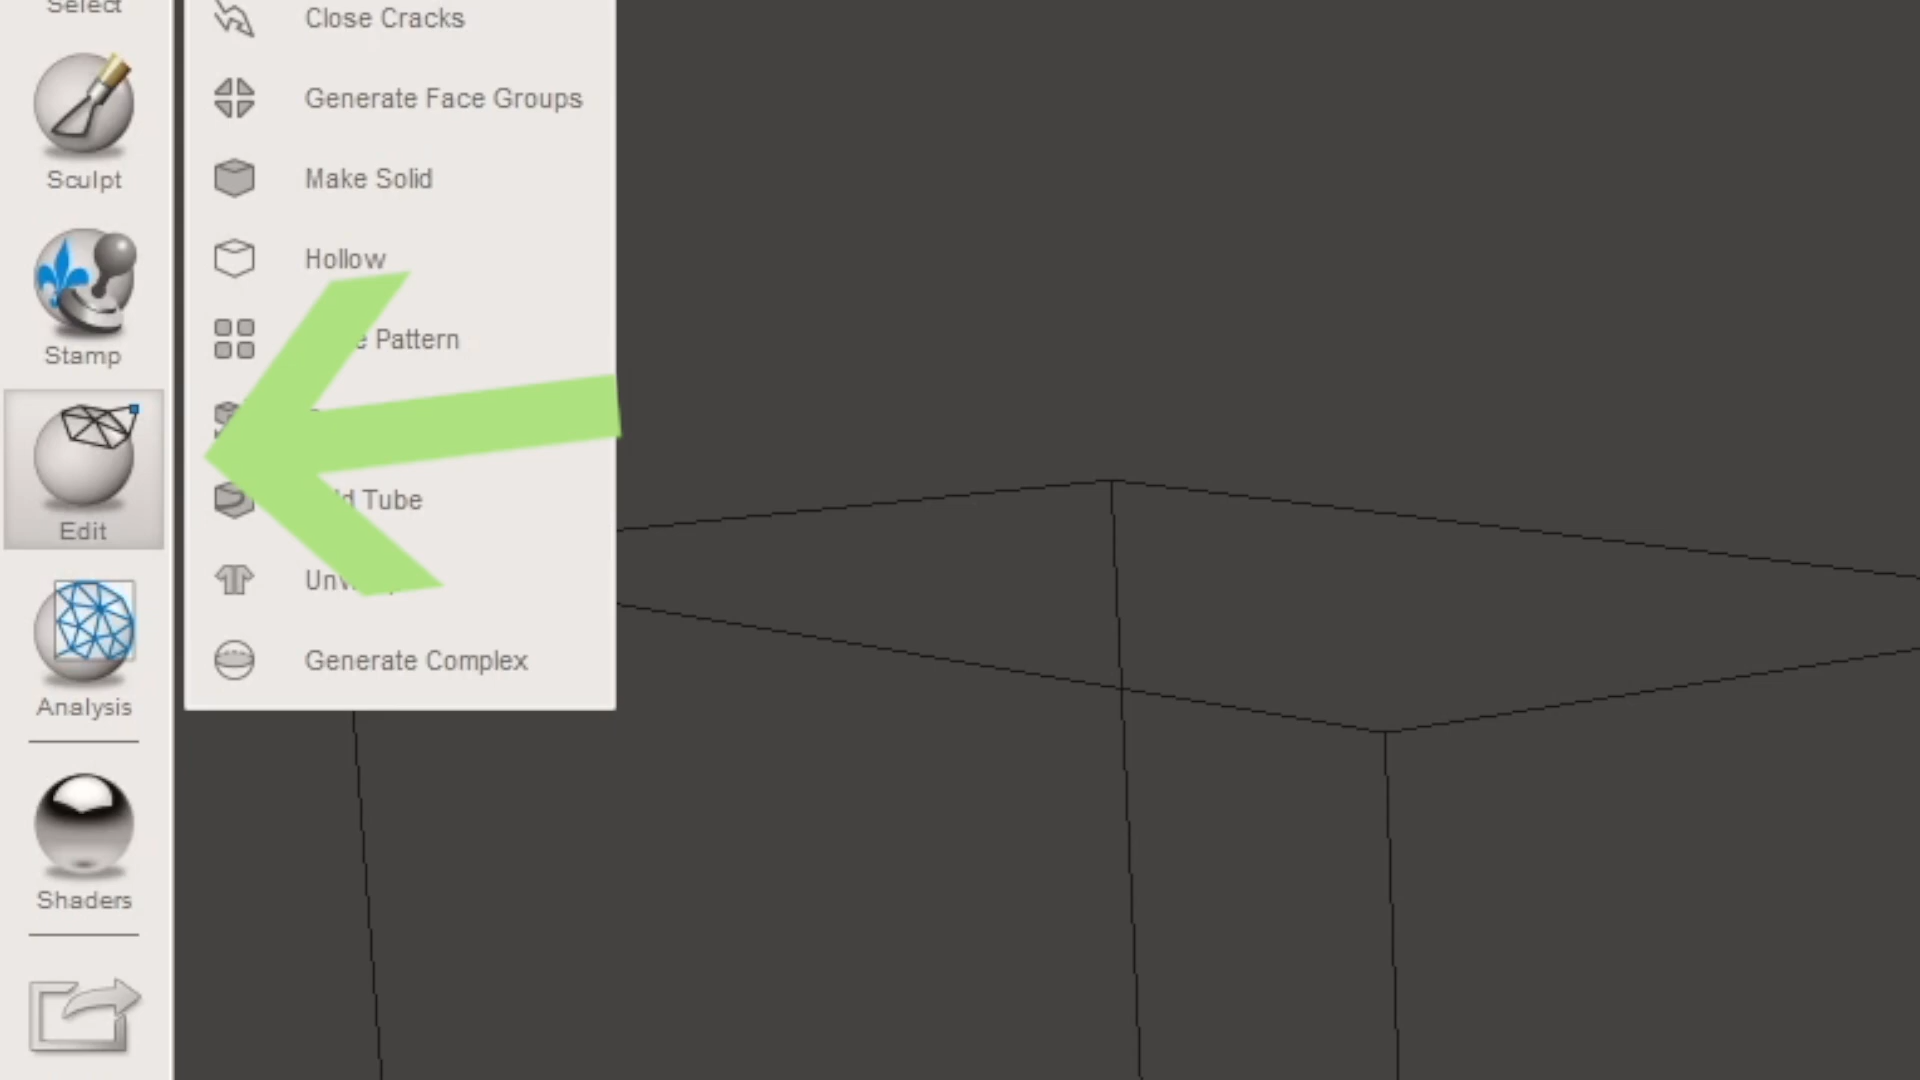 Select
Sculpt
Stamp
Edit
Analysis
Shaders
Close Cracks
Generate Face Groups
Make Solid
Hollow
Pattern
Tube
Generate Complex